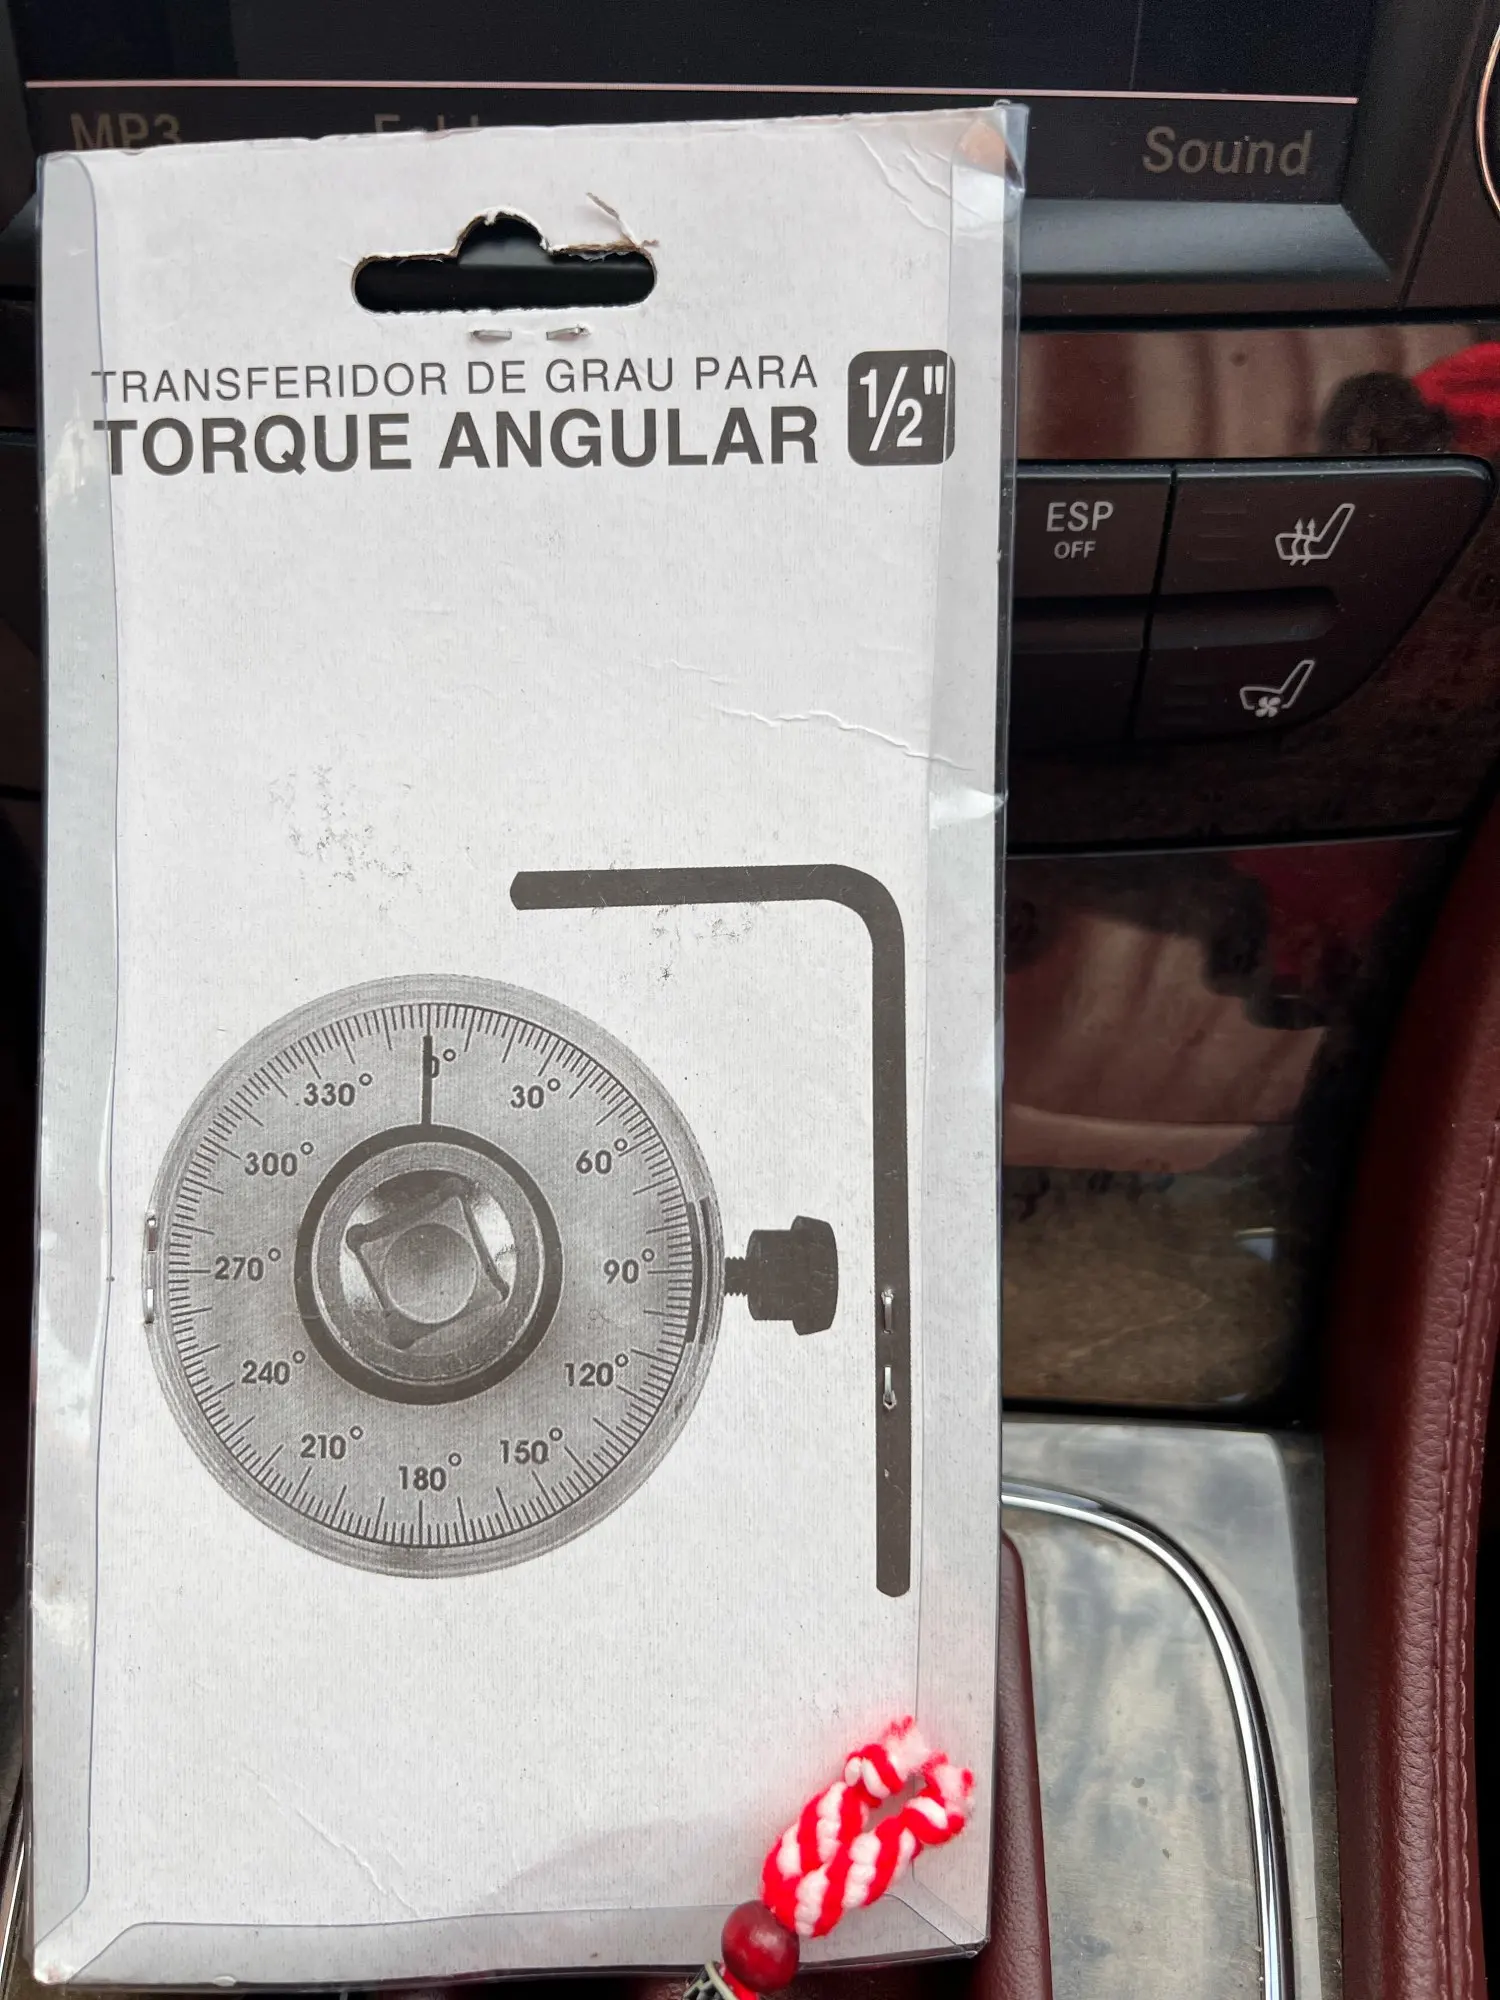 MP3
Sound
TRANSFERIDOR DE GRAU PARA
TORQUE ANGULAR
1/2"
ESP
OFF
0°
330°
30°
300°
60°
270°
90°
240°
120°
210°
150°
180°